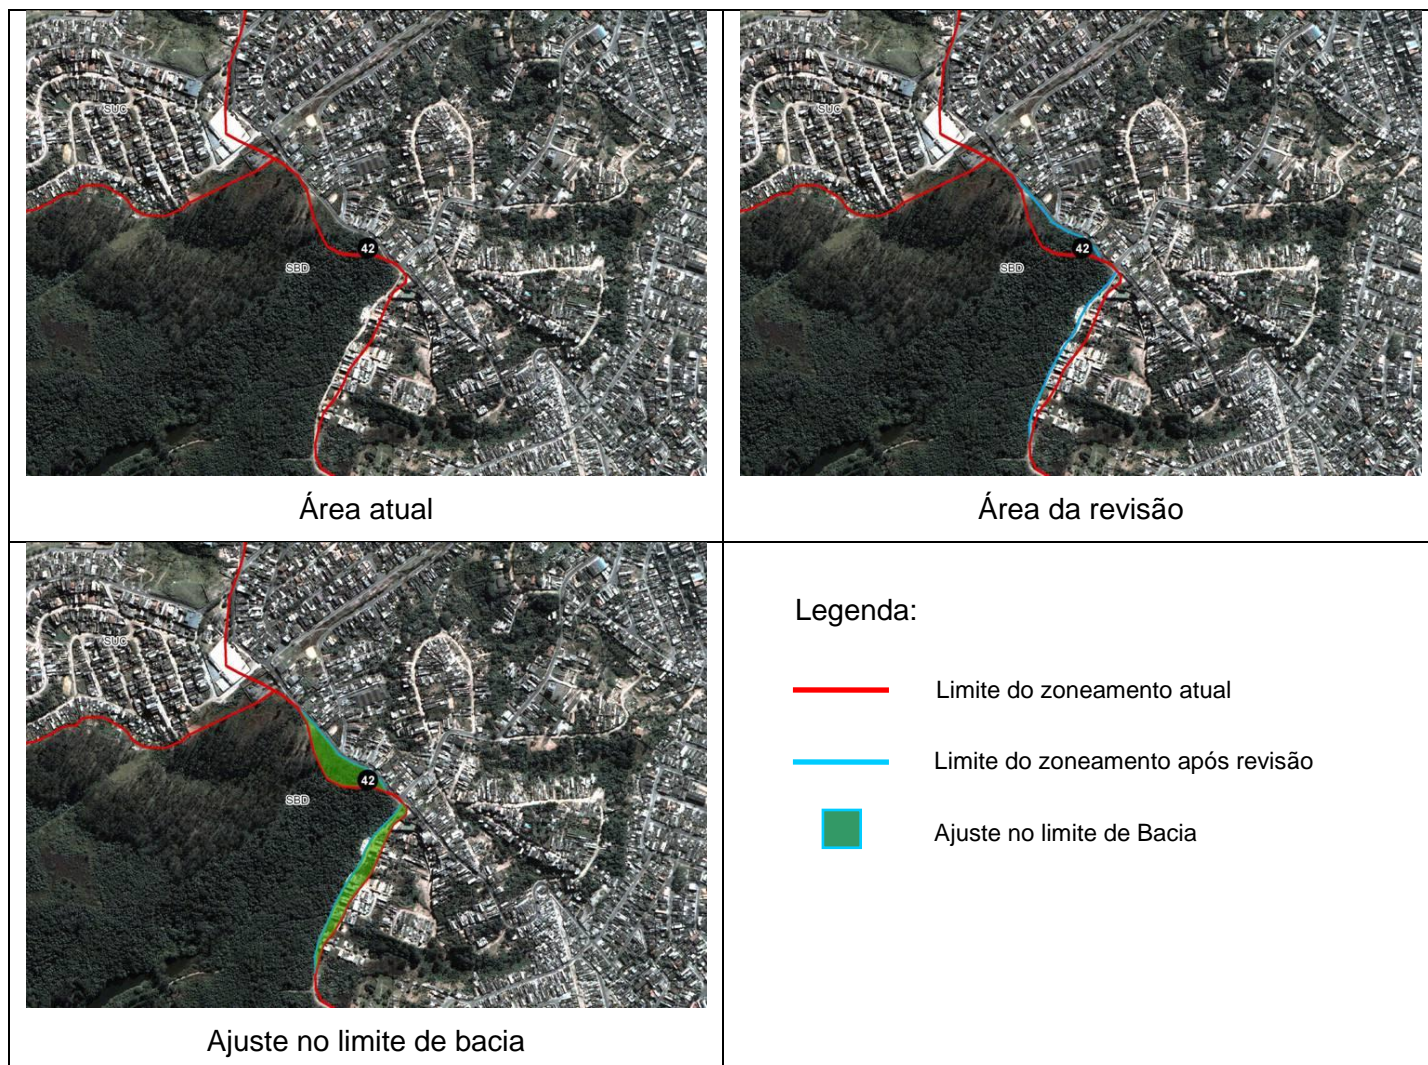 SUC
42
SBD
Área atual
SUC
42
SBD
Área da revisão
SUC
42
SBD
Ajuste no limite de bacia
Legenda:
Limite do zoneamento atual
Limite do zoneamento após revisão
Ajuste no limite de Bacia